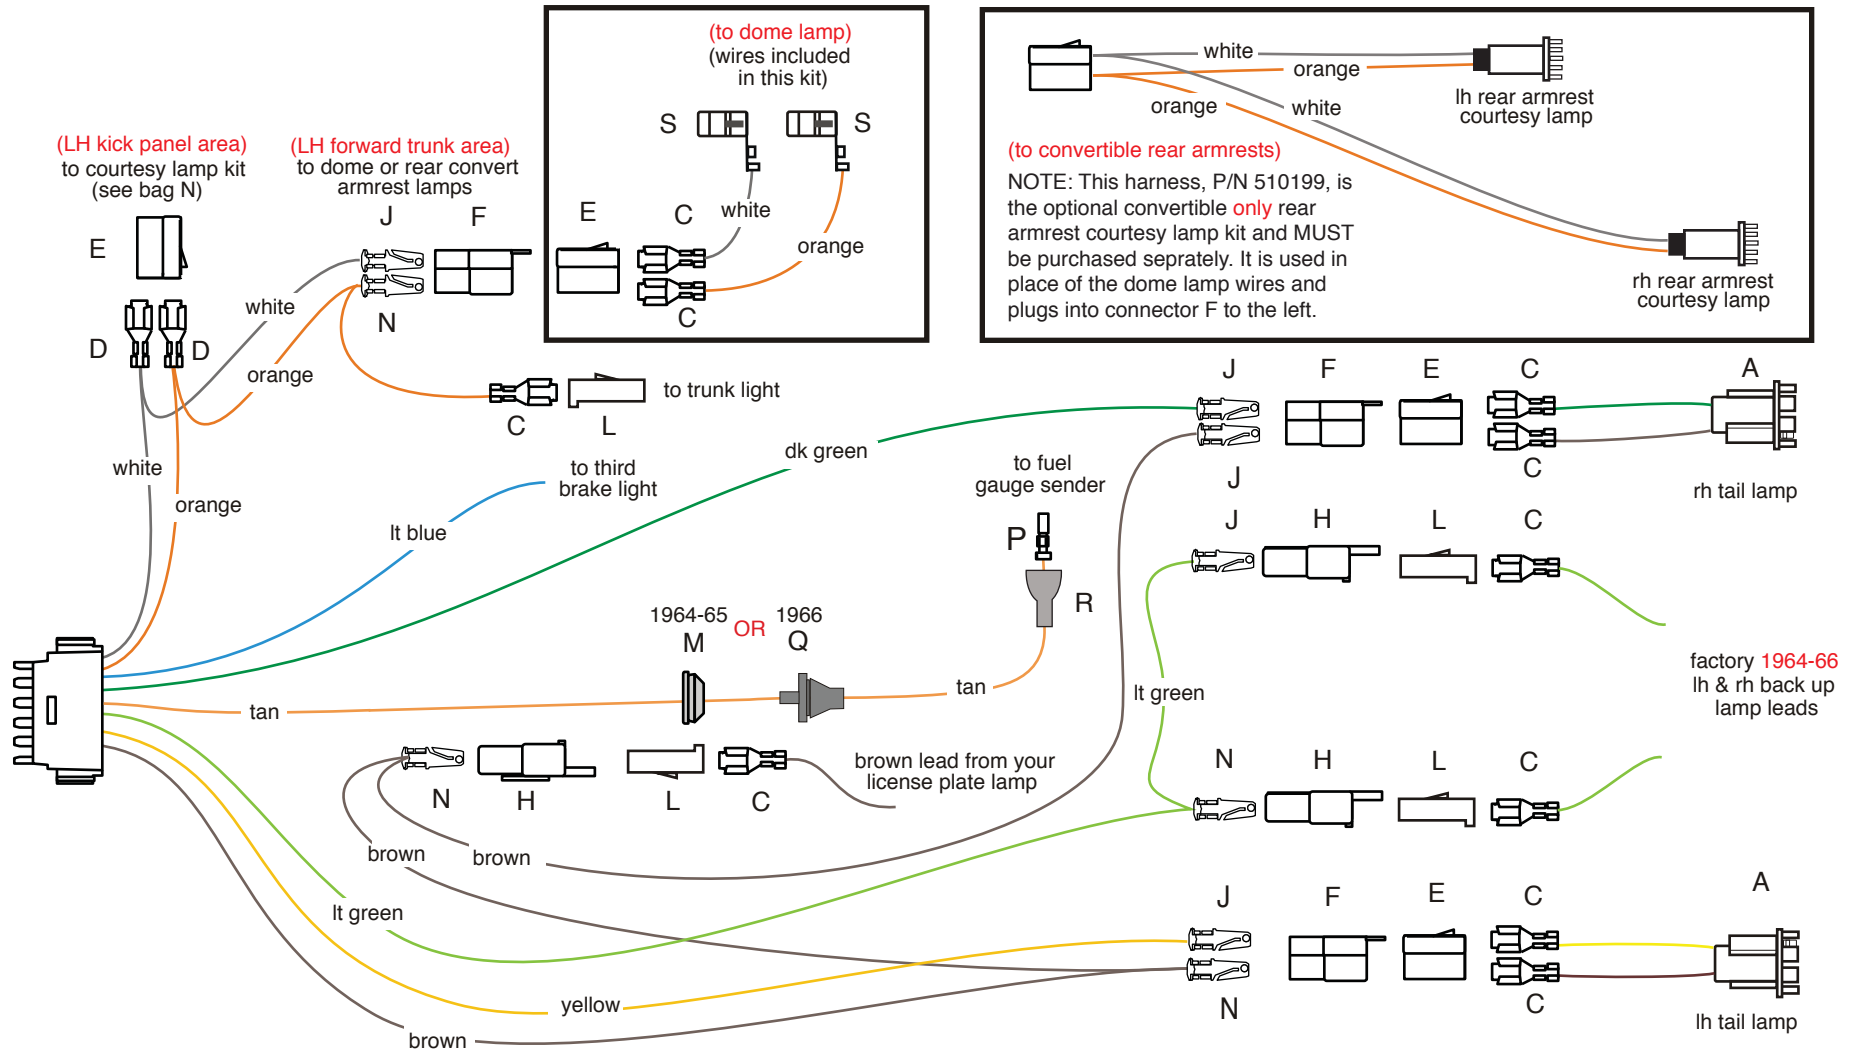 (to dome lamp)
(wires included
in this kit)
S
S
white
orange
E
C
C
white
orange
orange
white
lh rear armrest
courtesy lamp
(to convertible rear armrests)
NOTE: This harness, P/N 510199, is
the optional convertible only rear
armrest courtesy lamp kit and MUST
be purchased seprately. It is used in
place of the dome lamp wires and
plugs into connector F to the left.
rh rear armrest
courtesy lamp
(LH kick panel area)
to courtesy lamp kit
(see bag N)
E
D
D
(LH forward trunk area)
to dome or rear convert
armrest lamps
J
F
N
white
orange
C
L
to trunk light
white
orange
to third
brake light
lt blue
dk green
to fuel
gauge sender
P
R
1964-65
M
OR
1966
Q
tan
tan
J
F
E
C
A
J
C
rh tail lamp
J
H
L
C
lt green
factory 1964-66
lh & rh back up
lamp leads
N
H
L
C
N
H
L
C
brown lead from your
license plate lamp
brown
brown
lt green
yellow
brown
J
F
E
C
A
N
C
lh tail lamp